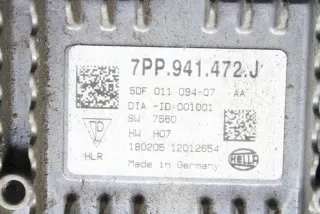 7PP.941.472.J
5DF 011 094-07 AA
DIA -ID-001D01
SW 7560
HW H07
HLR
180205 12012654
Made in Germany
HELLA